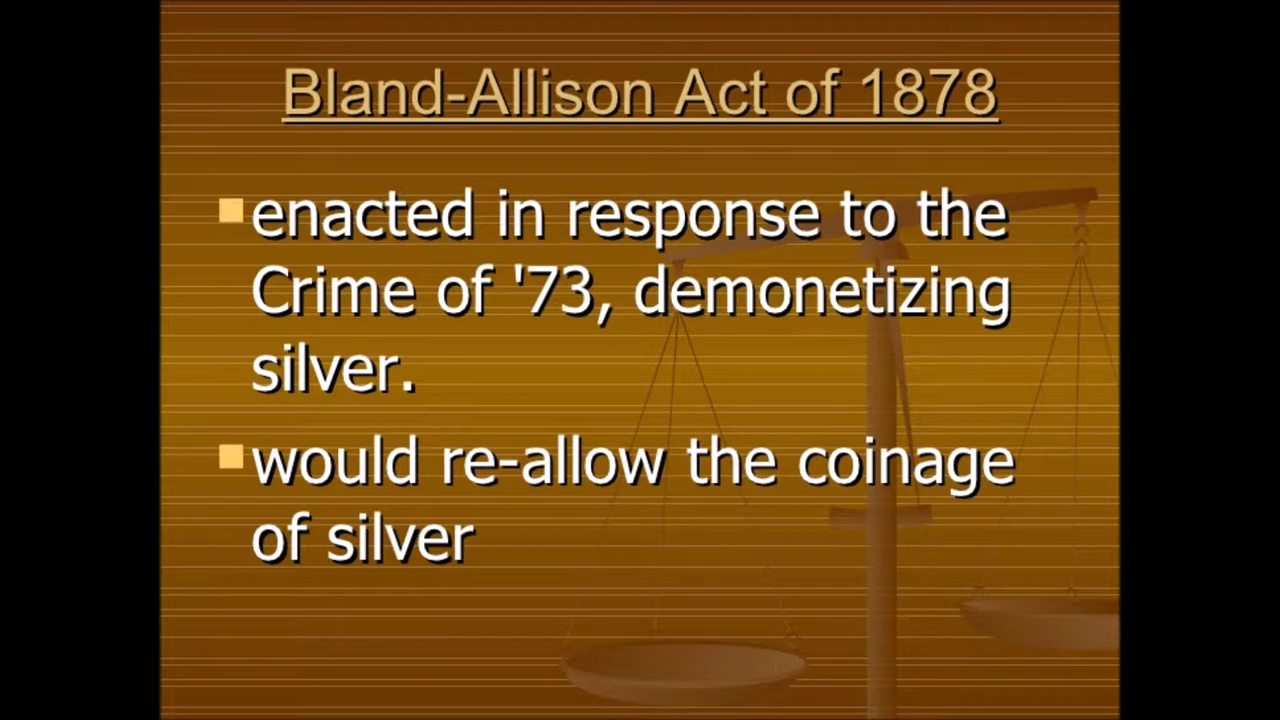 Bland-Allison Act of 1878
enacted in response to the
Crime of '73, demonetizing
silver.
would re-allow the coinage
of silver